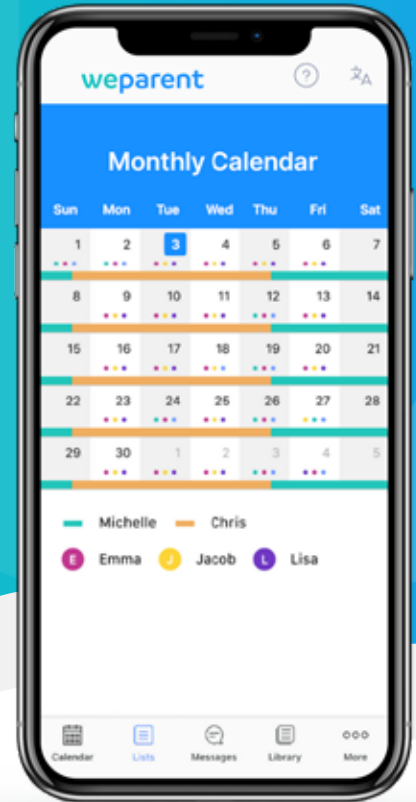 weparent ? 文A
Monthly Calendar
Sun Mon Tue Wed Thu Fri Sat
1 2 3 4 5 6 7
8 9 10 11 12 13 14
15 16 17 18 19 20 21
22 23 24 25 26 27 28
29 30 1 2 3 4 5
Michelle Chris
E Emma J Jacob L Lisa
Calendar Lists Messages Library More